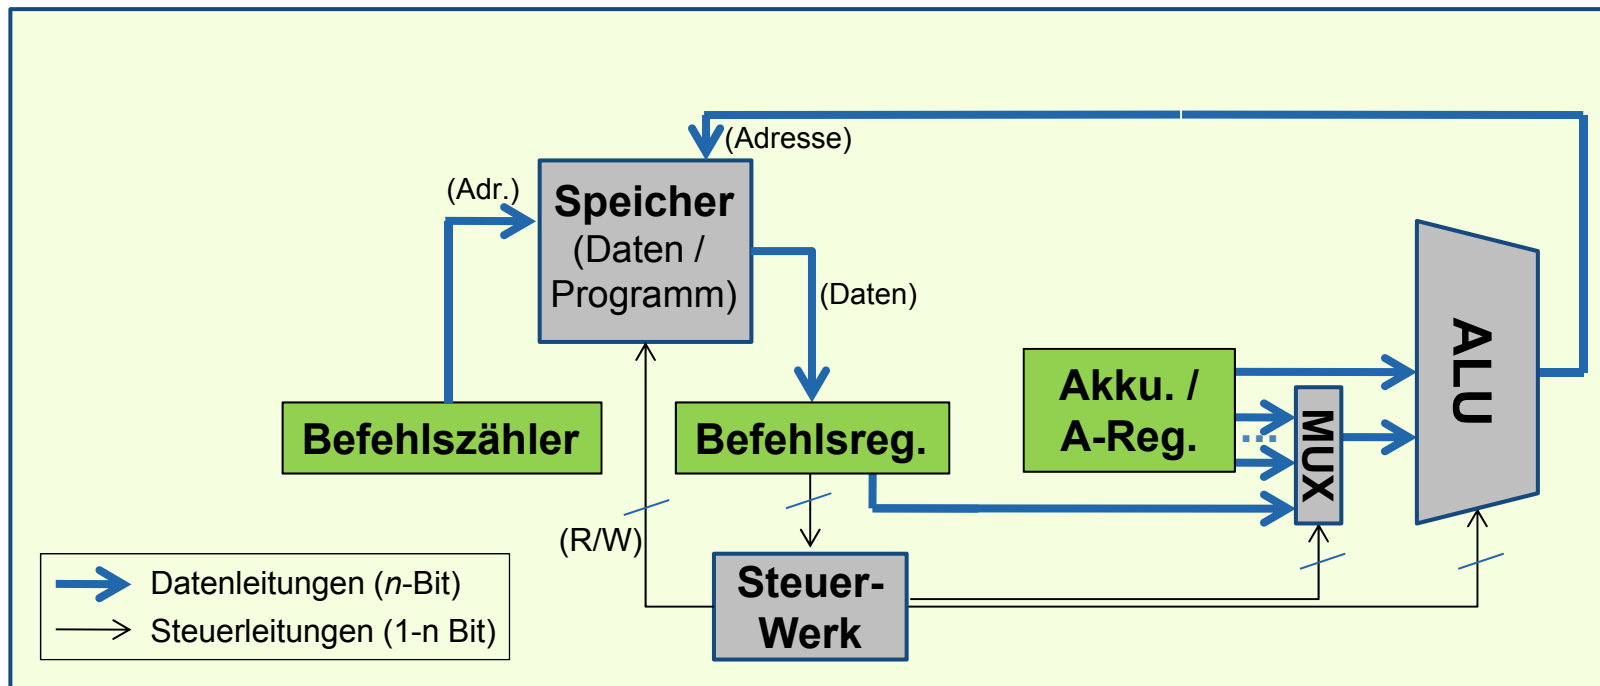 (Adresse)
(Adr.)
Speicher
(Daten /
Programm)
(Daten)
Befehlszähler
Befehlsreg.
Akku. /
A-Reg.
...
MUX
ALU
(R/W)
Steuer-
Werk
Datenleitungen (n-Bit)
Steuerleitungen (1-n Bit)